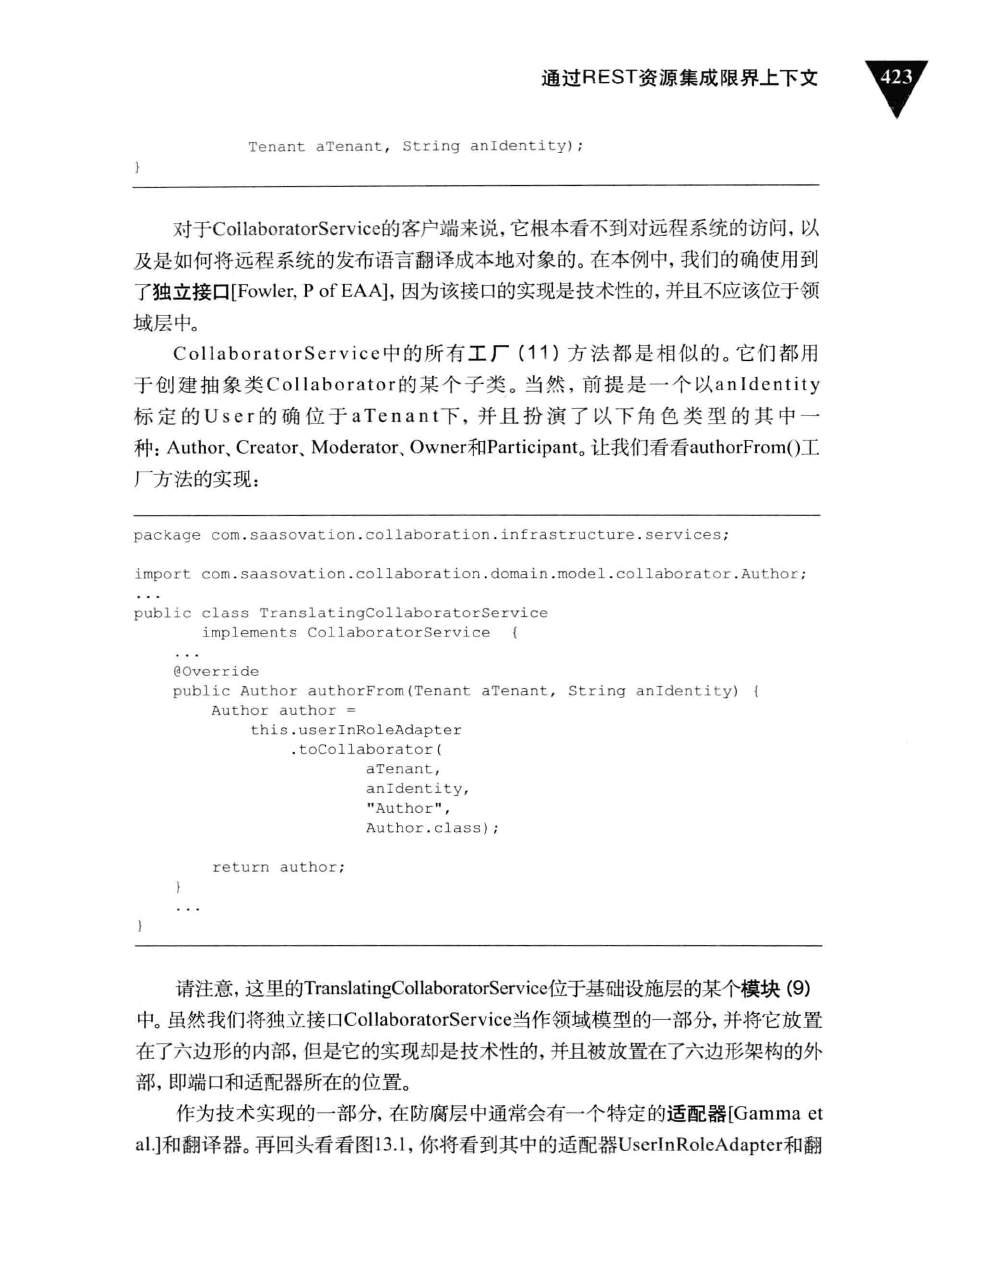 通过REST资源集成限界上下文
423
Tenant aTenant, String anIdentity);
}
对于CollaboratorService的客户端来说，它根本看不到对远程系统的访问，以
及是如何将远程系统的发布语言翻译成本地对象的。在本例中，我们的确使用到
了独立接口[Fowler, P of EAA]，因为该接口的实现是技术性的，并且不应该位于领
域层中。
CollaboratorService中的所有工厂（11）方法都是相似的。它们都用
于创建抽象类Collaborator的某个子类。当然，前提是一个以anIdentity
标定的User的确位于aTenant下，并且扮演了以下角色类型的其中一
种：Author、Creator、Moderator、Owner和Participant。让我们看看authorFrom()工
厂方法的实现：
package com.saasovation.collaboration.infrastructure.services;
import com.saasovation.collaboration.domain.model.collaborator.Author;
...
public class TranslatingCollaboratorService
implements CollaboratorService {
...
@Override
public Author authorFrom(Tenant aTenant, String anIdentity) {
Author author =
this.userInRoleAdapter
.toCollaborator(
aTenant,
anIdentity,
"Author",
Author.class);
return author;
}
...
}
请注意，这里的TranslatingCollaboratorService位于基础设施层的某个模块（9）
中。虽然我们将独立接口CollaboratorService当作领域模型的一部分，并将它放置
在了六边形的内部，但是它的实现却是技术性的，并且被放置在了六边形架构的外
部，即端口和适配器所在的位置。
作为技术实现的一部分，在防腐层中通常会有一个特定的适配器[Gamma et
al.]和翻译器。再回头看看图13.1，你将看到其中的适配器UserInRoleAdapter和翻